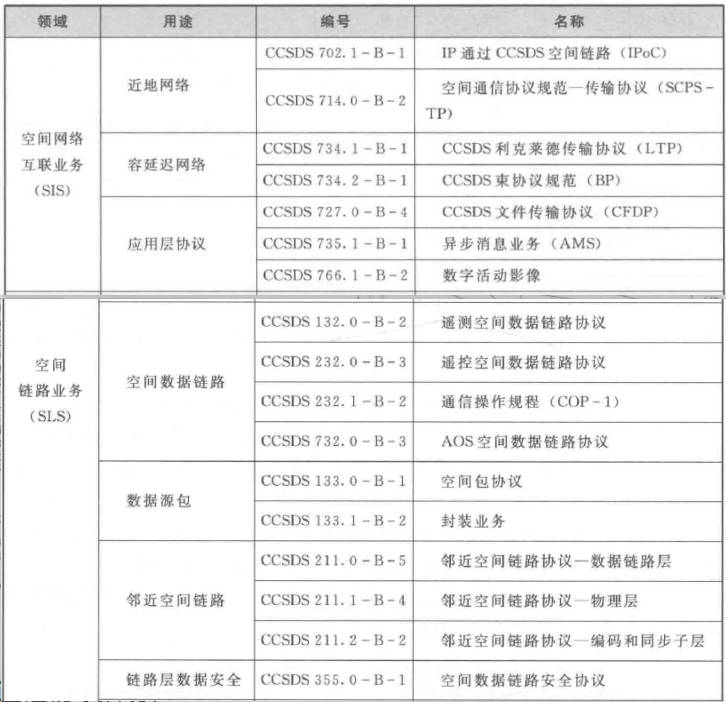 领域 用途 编号 名称
空间网络
互联业务
(SIS)
近地网络
CCSDS 702.1-B-1 IP 通过 CCSDS 空间链路（IPoC）
CCSDS 714.0-B-2 空间通信协议规范—传输协议（SCPS-
TP）
容延迟网络
CCSDS 734.1-B-1 CCSDS 利克莱德传输协议（LTP）
CCSDS 734.2-B-1 CCSDS 束协议规范（BP）
应用层协议
CCSDS 727.0-B-4 CCSDS 文件传输协议（CFDP）
CCSDS 735.1-B-1 异步消息业务（AMS）
CCSDS 766.1-B-2 数字活动影像
空间
链路业务
(SLS)
空间数据链路
CCSDS 132.0-B-2 遥测空间数据链路协议
CCSDS 232.0-B-3 遥控空间数据链路协议
CCSDS 232.1-B-2 通信操作规程（COP-1）
CCSDS 732.0-B-3 AOS 空间数据链路协议
数据源包
CCSDS 133.0-B-1 空间包协议
CCSDS 133.1-B-2 封装业务
邻近空间链路
CCSDS 211.0-B-5 邻近空间链路协议—数据链路层
CCSDS 211.1-B-4 邻近空间链路协议—物理层
CCSDS 211.2-B-2 邻近空间链路协议—编码和同步子层
链路层数据安全 CCSDS 355.0-B-1 空间数据链路安全协议